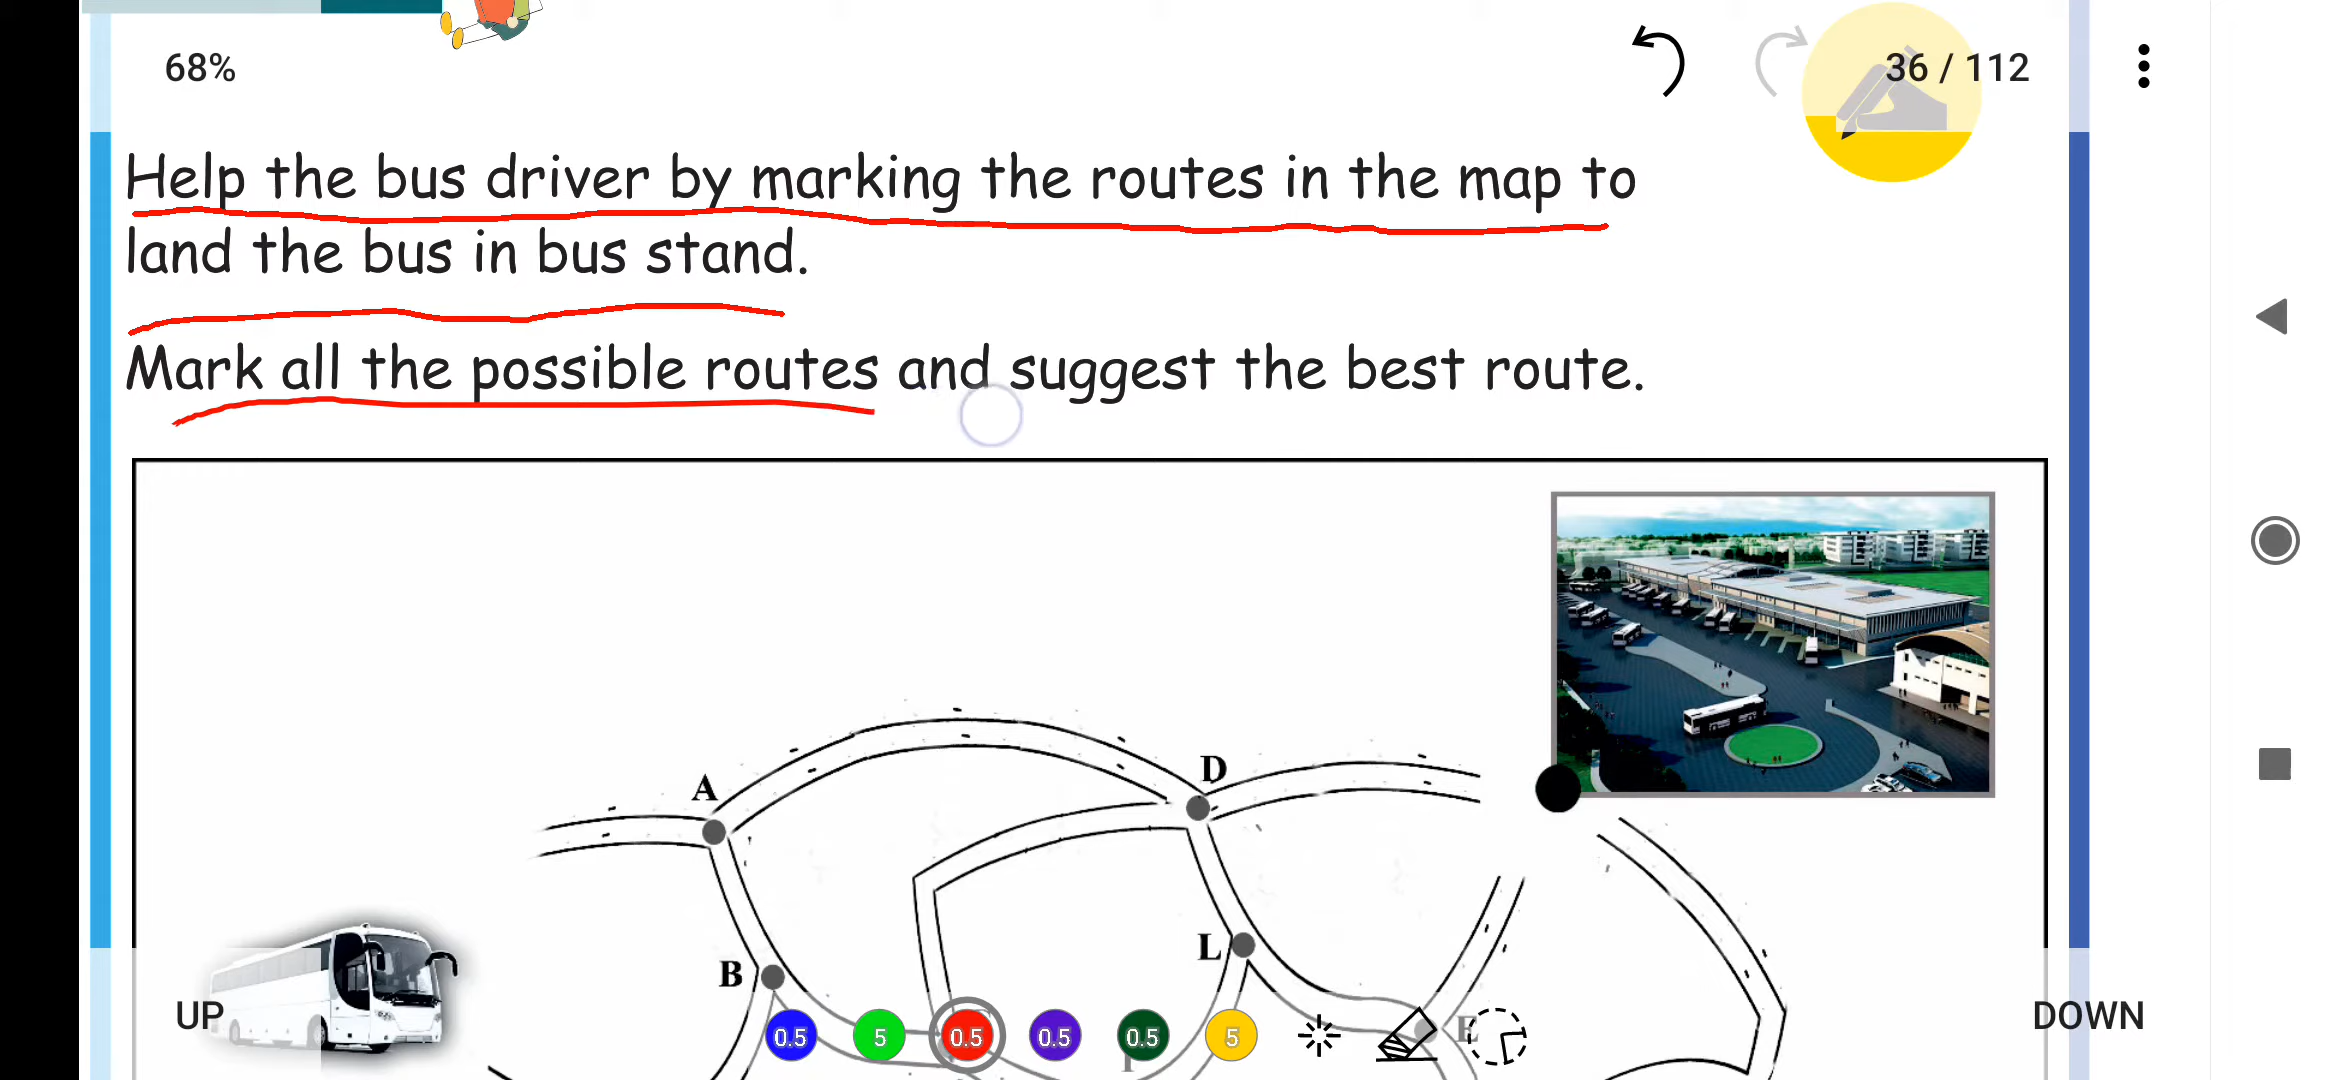 68%
36 / 112
Help the bus driver by marking the routes in the map to
land the bus in bus stand.
Mark all the possible routes and suggest the best route.
D
A
L
B
UP
DOWN
0.5
5
0.5
0.5
0.5
5
E